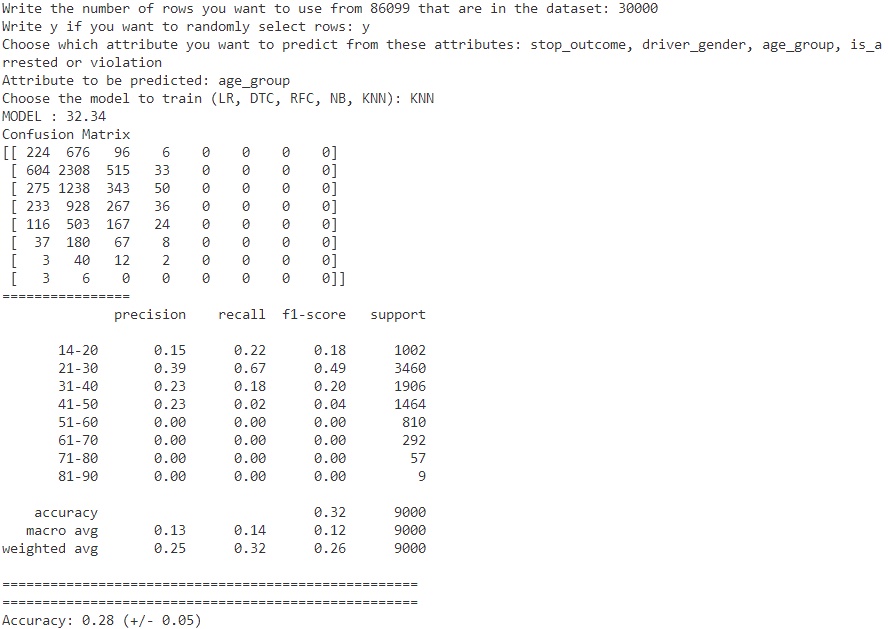 Write the number of rows you want to use from 86099 that are in the dataset: 30000
Write y if you want to randomly select rows: y
Choose which attribute you want to predict from these attributes: stop_outcome, driver_gender, age_group, is_a
rrested or violation
Attribute to be predicted: age_group
Choose the model to train (LR, DTC, RFC, NB, KNN): KNN
MODEL : 32.34
Confusion Matrix
[[ 224  676   96    6    0    0    0    0]
 [ 604 2308  515   33    0    0    0    0]
 [ 275 1238  343   50    0    0    0    0]
 [ 233  928  267   36    0    0    0    0]
 [ 116  503  167   24    0    0    0    0]
 [  37  180   67    8    0    0    0    0]
 [   3   40   12    2    0    0    0    0]
 [   3    6    0    0    0    0    0    0]]
================
              precision    recall  f1-score   support
       14-20       0.15      0.22      0.18      1002
       21-30       0.39      0.67      0.49      3460
       31-40       0.23      0.18      0.20      1906
       41-50       0.23      0.02      0.04      1464
       51-60       0.00      0.00      0.00       810
       61-70       0.00      0.00      0.00       292
       71-80       0.00      0.00      0.00        57
       81-90       0.00      0.00      0.00         9
    accuracy                           0.32      9000
   macro avg       0.13      0.14      0.12      9000
weighted avg       0.25      0.32      0.26      9000
====================================================
====================================================
Accuracy: 0.28 (+/- 0.05)